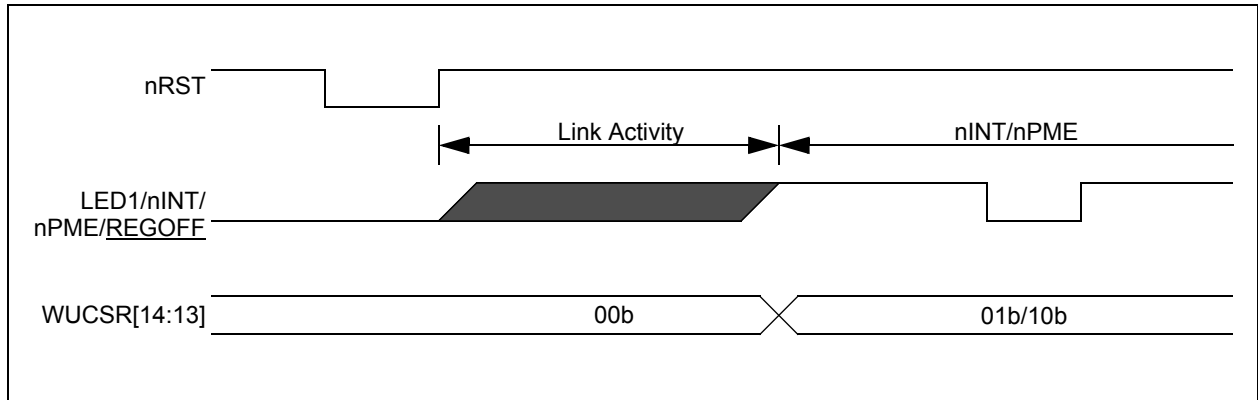 nRST
Link Activity nINT/nPME
LED1/nINT/
nPME/REGOFF
WUCSR[14:13] 00b 01b/10b